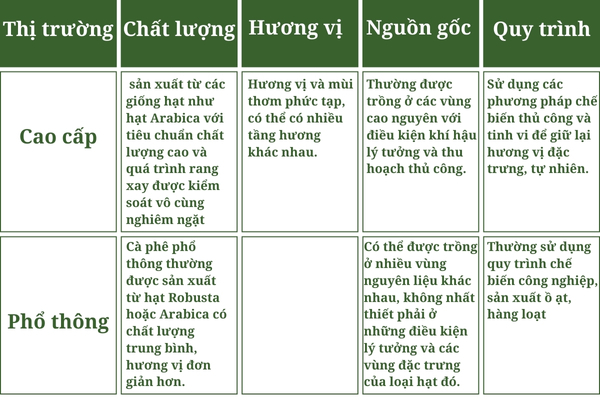 Thị trường
Chất lượng
Hương vị
Nguồn gốc
Quy trình
Cao cấp
sản xuất từ các
giống hạt như
hạt Arabica với
tiêu chuẩn chất
lượng cao và
quá trình rang
xay được kiểm
soát vô cùng
nghiêm ngặt
Hương vị và mùi
thơm phức tạp,
có thể có nhiều
tầng hương
khác nhau.
Thường được
trồng ở các vùng
cao nguyên với
điều kiện khí hậu
lý tưởng và thu
hoạch thủ công.
Sử dụng các
phương pháp chế
biến thủ công và
tinh vi để giữ lại
hương vị đặc
trưng, tự nhiên.
Phổ thông
Cà phê phổ
thông thường
được sản xuất
từ hạt Robusta
hoặc Arabica có
chất lượng
trung bình,
hương vị đơn
giản hơn.
Có thể được trồng
ở nhiều vùng
nguyên liệu khác
nhau, không nhất
thiết phải ở
những điều kiện
lý tưởng và các
vùng đặc trưng
của loại hạt đó.
Thường sử dụng
quy trình chế
biến công nghiệp,
sản xuất ồ ạt,
hàng loạt